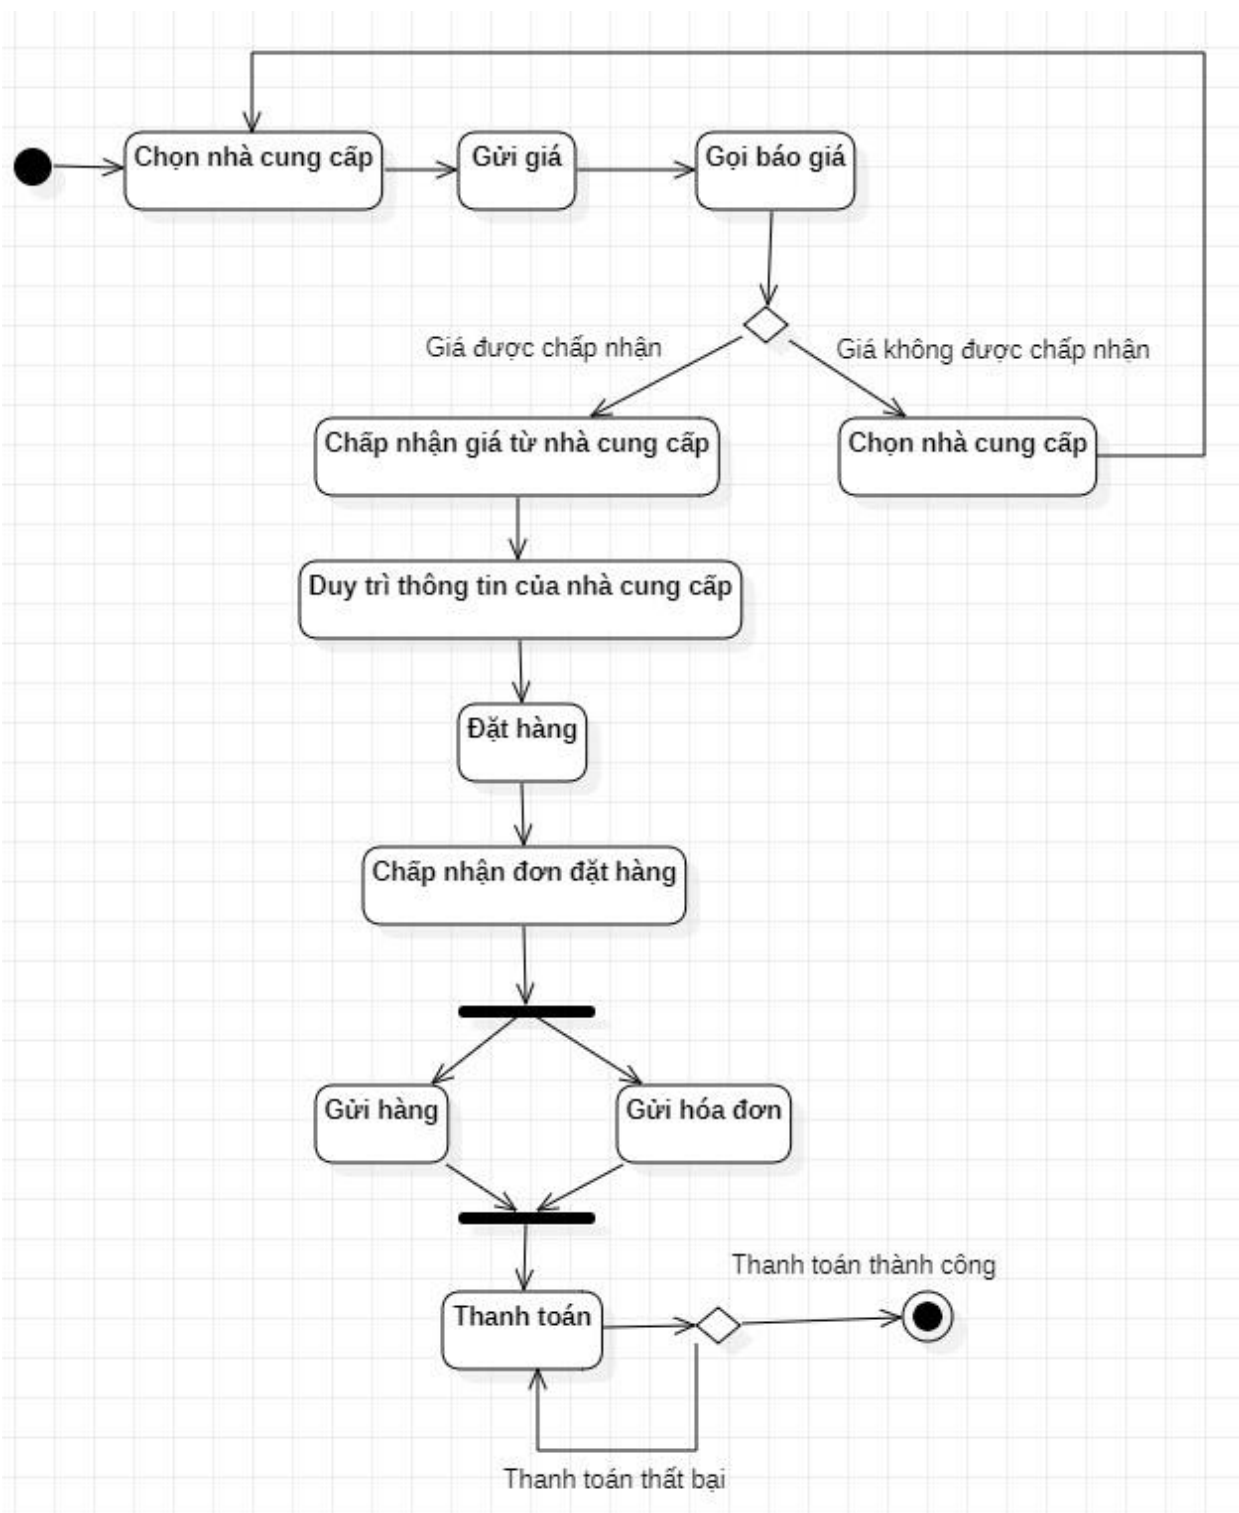 Chọn nhà cung cấp
Gửi giá
Gọi báo giá
Giá được chấp nhận
Giá không được chấp nhận
Chấp nhận giá từ nhà cung cấp
Chọn nhà cung cấp
Duy trì thông tin của nhà cung cấp
Đặt hàng
Chấp nhận đơn đặt hàng
Gửi hàng
Gửi hóa đơn
Thanh toán thành công
Thanh toán
Thanh toán thất bại